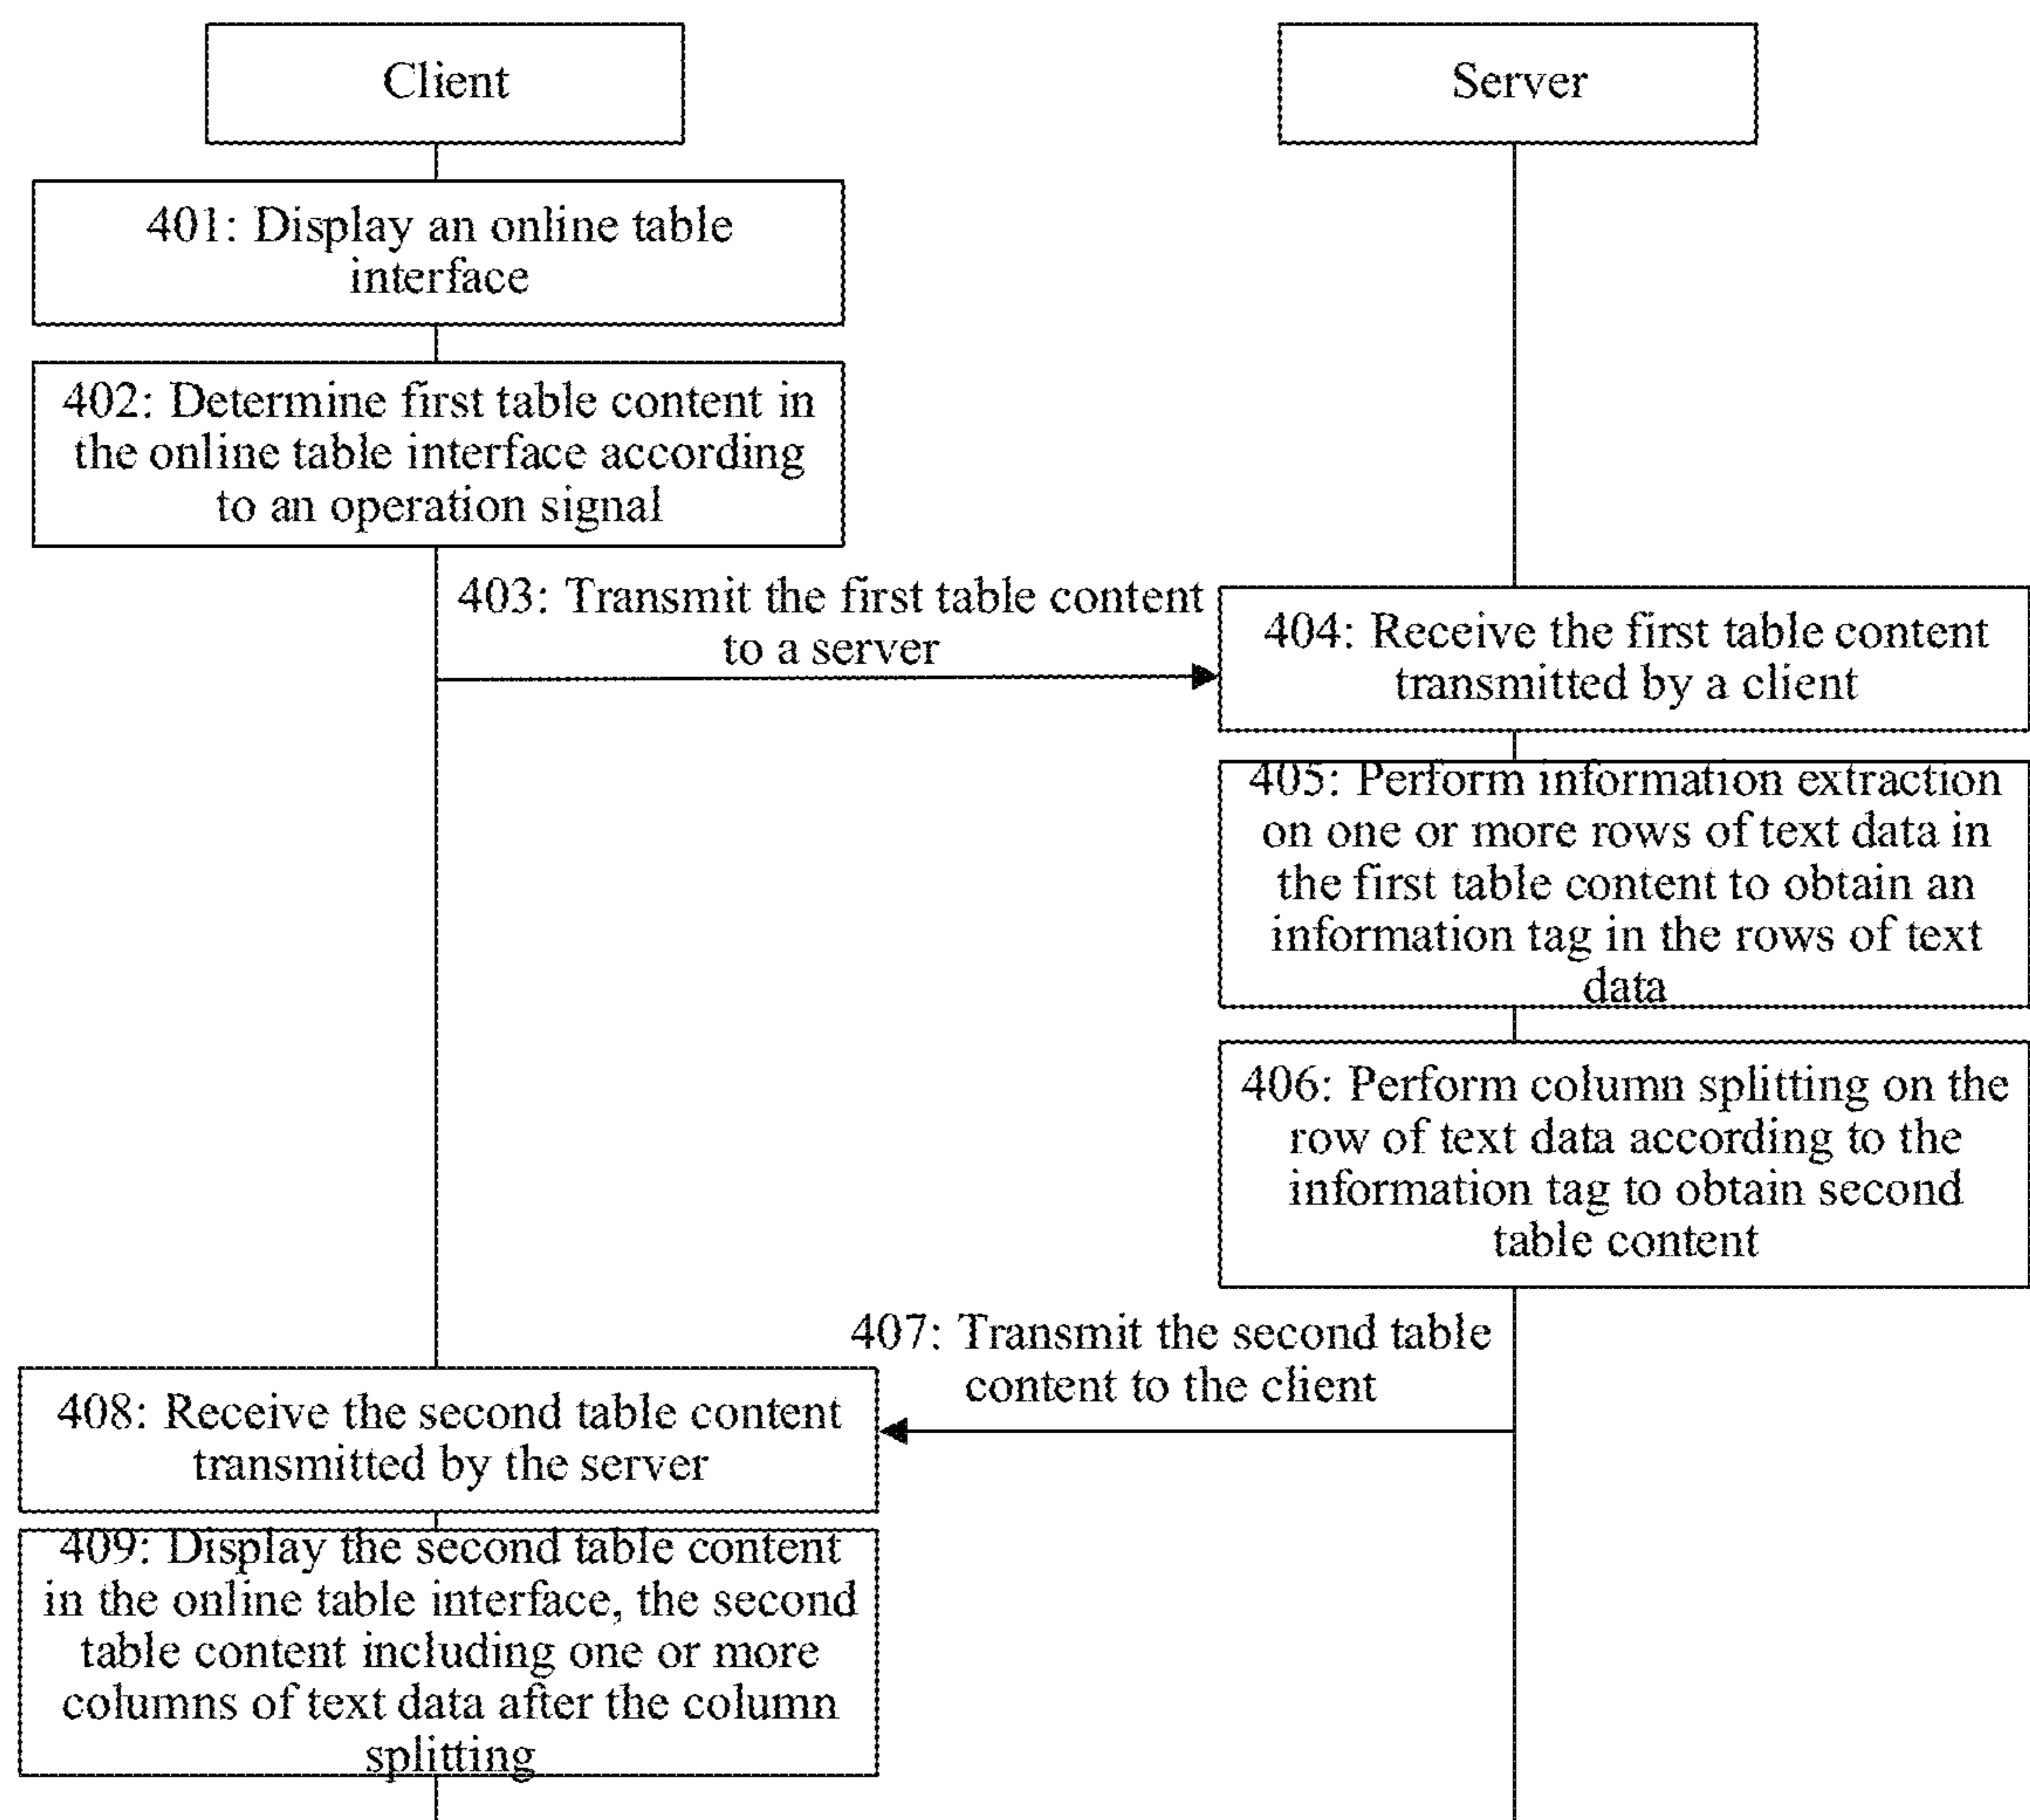 Client
Server
401: Display an online table
interface
402: Determine first table content in
the online table interface according
to an operation signal
403: Transmit the first table content
to a server
404: Receive the first table content
transmitted by a client
405: Perform information extraction
on one or more rows of text data in
the first table content to obtain an
information tag in the rows of text
data
406: Perform column splitting on the
row of text data according to the
information tag to obtain second
table content
407: Transmit the second table
content to the client
408: Receive the second table content
transmitted by the server
409: Display the second table content
in the online table interface, the second
table content including one or more
columns of text data after the column
splitting